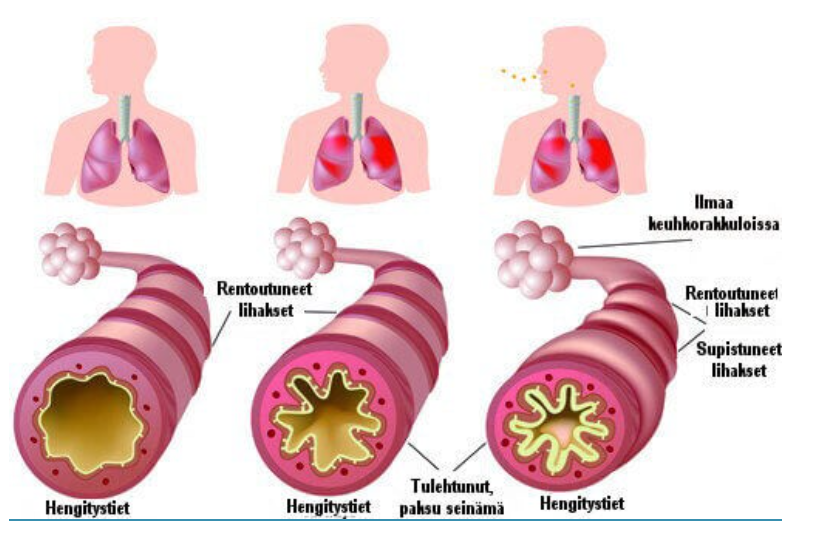 Ilmaa
keuhkorakkuloissa
Rentoutuneet
lihakset
Rentoutuneet
lihakset
Supistuneet
lihakset
Tulehtunut,
paksu seinämä
Hengitystiet
Hengitystiet
Hengitystiet